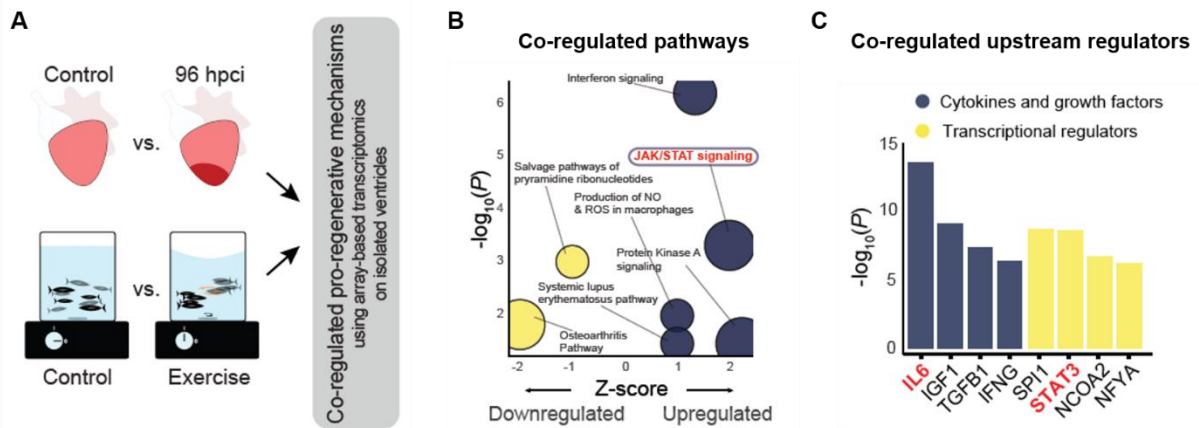 A
Control
96 hpci
vs.
Control
vs.
Exercise
Co-regulated pro-regenerative mechanisms
using array-based transcriptomics
on isolated ventricles
B
Co-regulated pathways
-log10(P)
6
5
4
3
2
Interferon signaling
JAK/STAT signaling
Salvage pathways of
pryramidine ribonucleotides
Production of NO
& ROS in macrophages
Protein Kinase A
signaling
Systemic lupus
erythematosus pathway
Osteoarthritis
Pathway
-2 -1 0 1 2
Z-score
Downregulated Upregulated
C
Co-regulated upstream regulators
Cytokines and growth factors
Transcriptional regulators
-log10(P)
15
10
5
0
IL6
IGF1
TGFB1
IFNG
SPI1
STAT3
NCOA2
NFYA